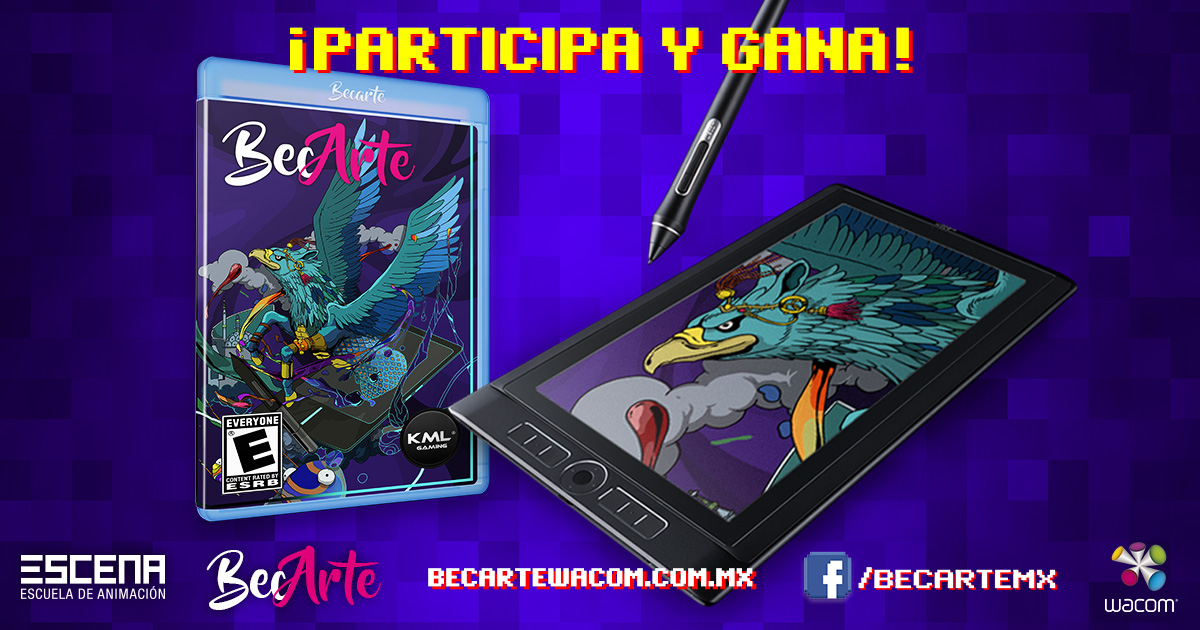 ¡PARTICIPA Y GANA!
Becarte
BecArte
EVERYONE
E
CONTENT RATED BY
ESRB
KML
GAMING
ESCENA
ESCUELA DE ANIMACIÓN
BecArte
BECARTEWACOM.COM.MX
f
/BECARTEMX
wacom®